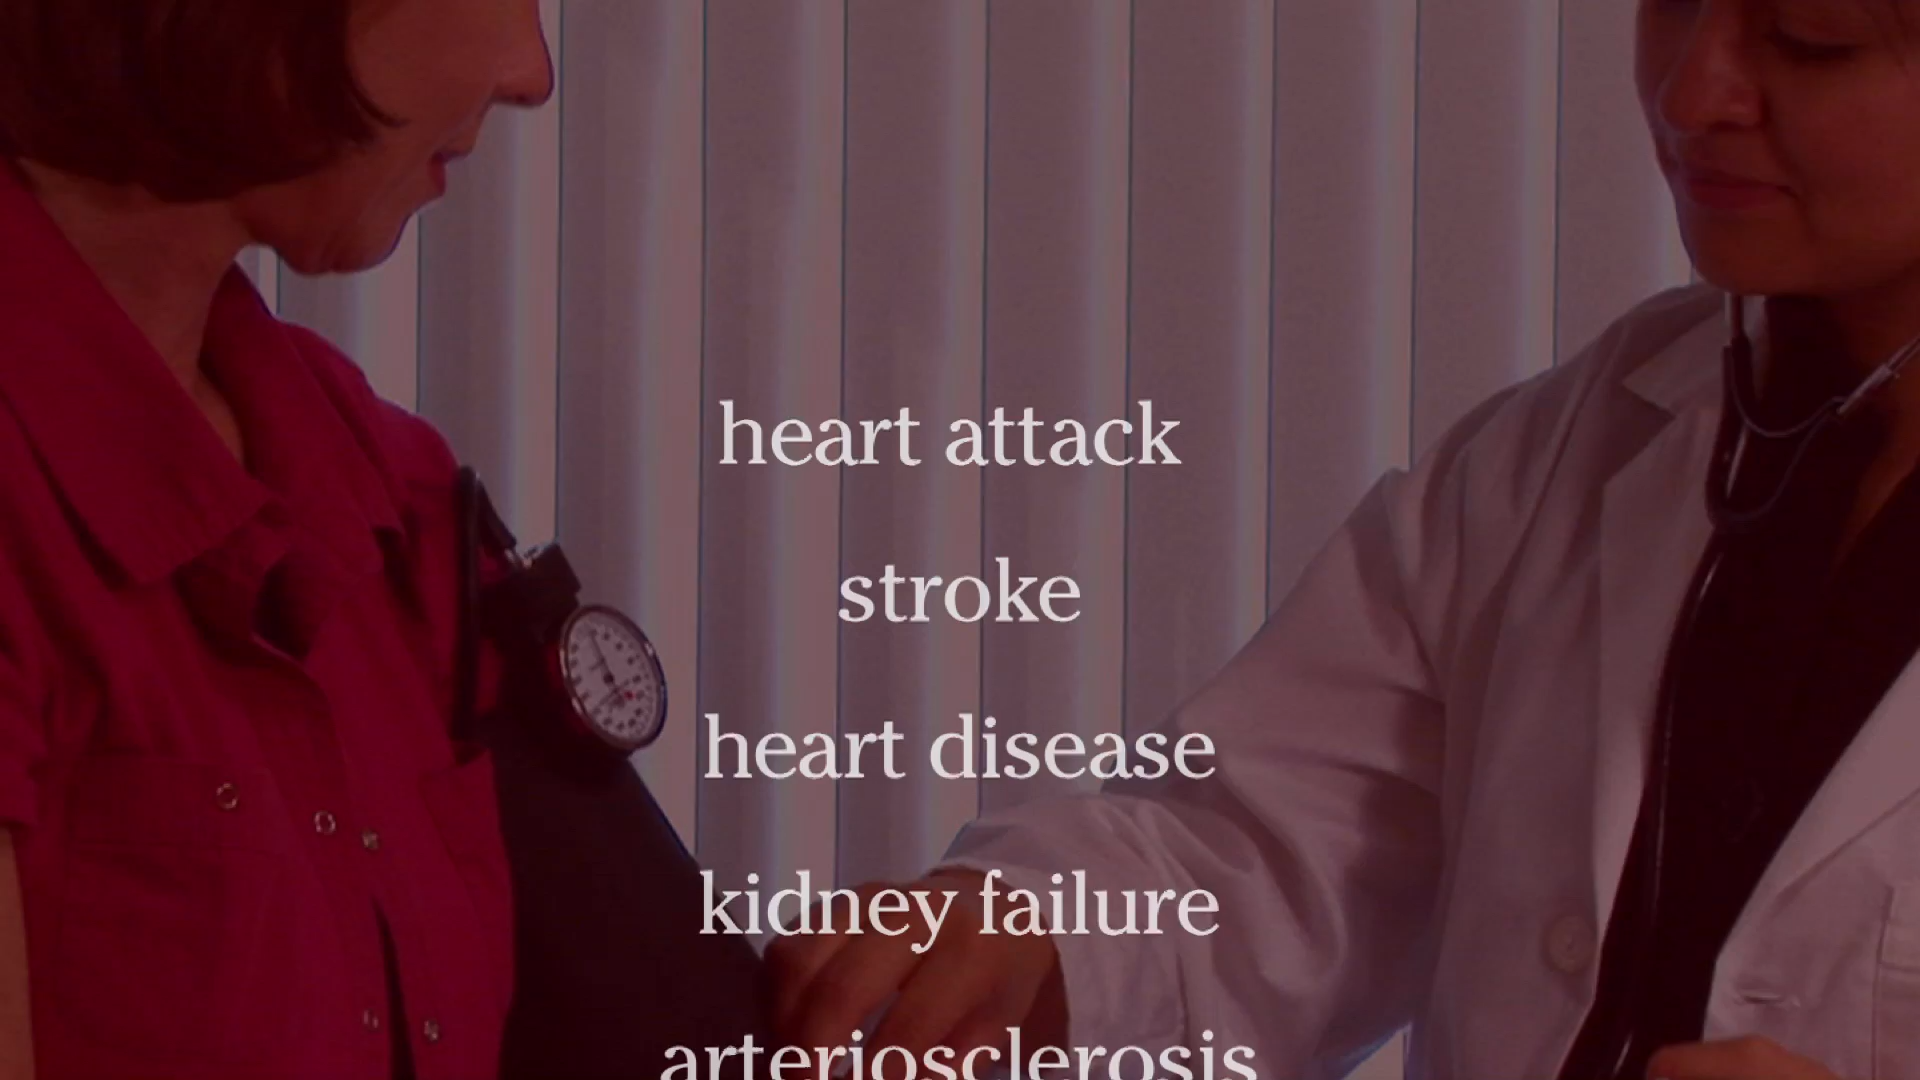 heart attack
stroke
heart disease
kidney failure
arteriosclerosis